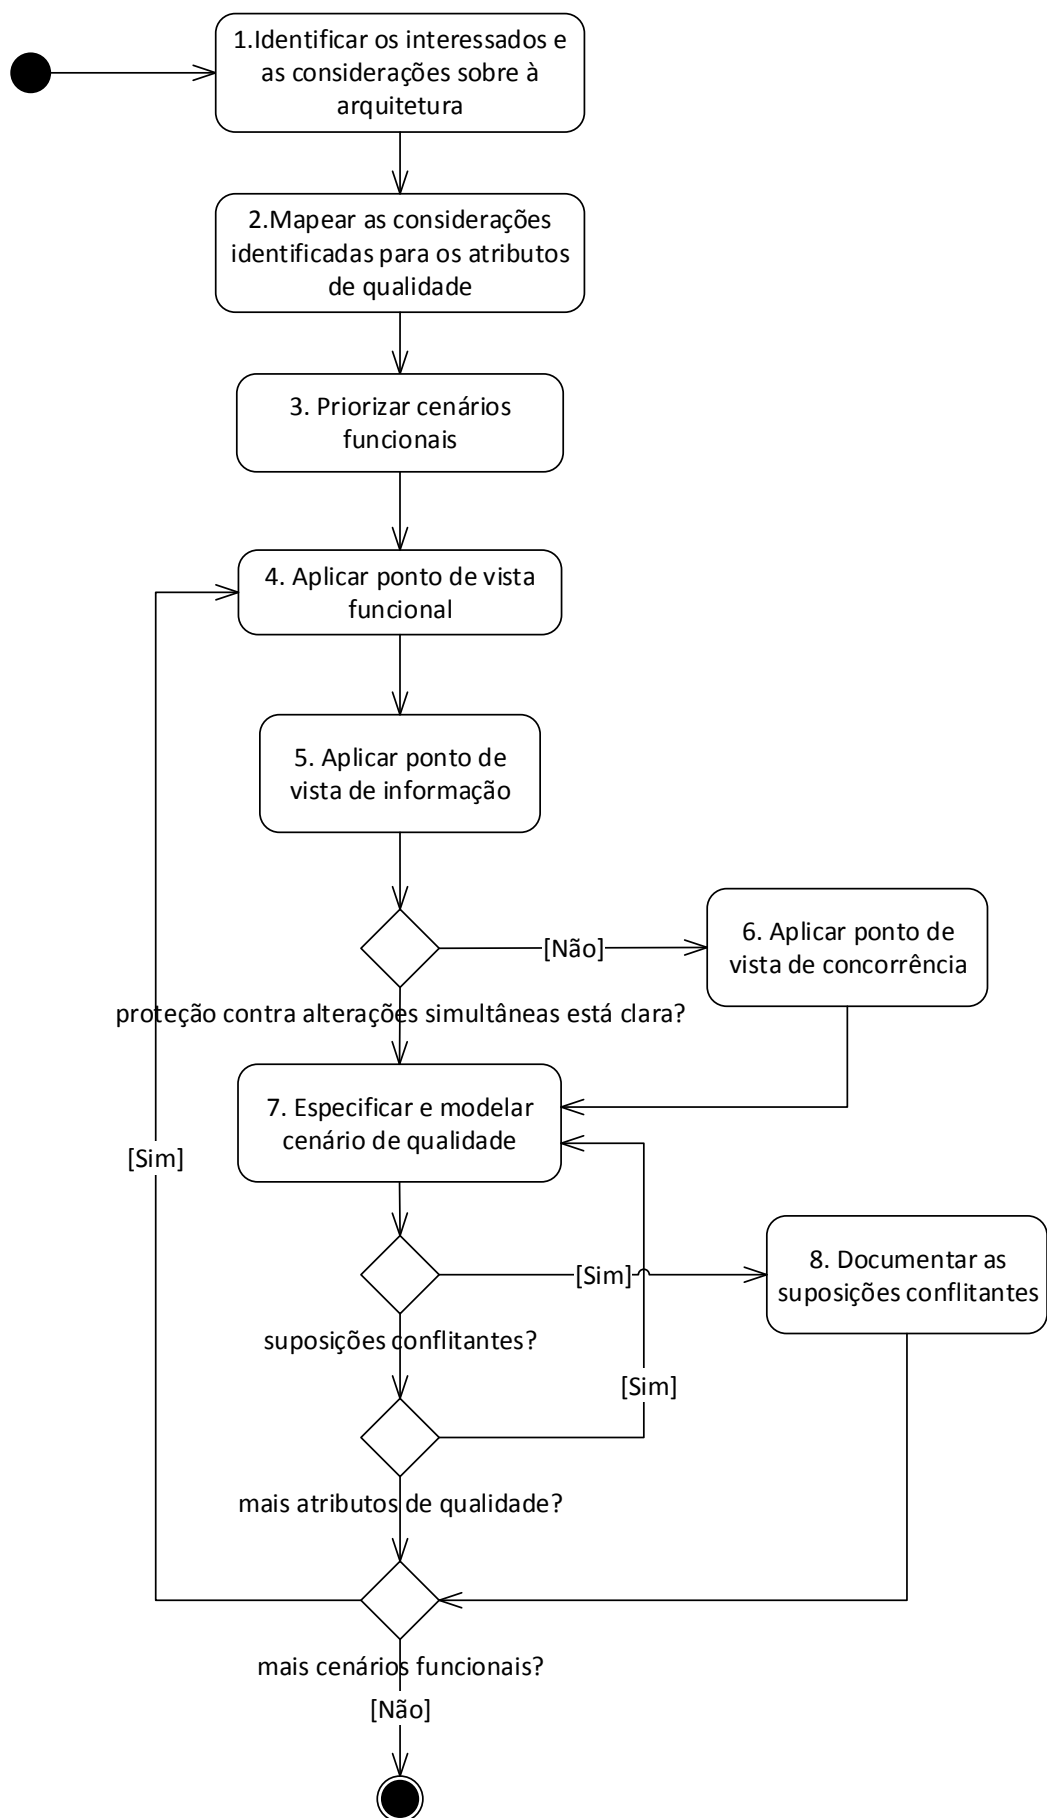 1.Identificar os interessados e
as considerações sobre à
arquitetura
2.Mapear as considerações
identificadas para os atributos
de qualidade
3. Priorizar cenários
funcionais
4. Aplicar ponto de vista
funcional
5. Aplicar ponto de
vista de informação
[Não]
6. Aplicar ponto de
vista de concorrência
proteção contra alterações simultâneas está clara?
7. Especificar e modelar
cenário de qualidade
[Sim]
[Sim]
8. Documentar as
suposições conflitantes
suposições conflitantes?
[Sim]
mais atributos de qualidade?
mais cenários funcionais?
[Não]